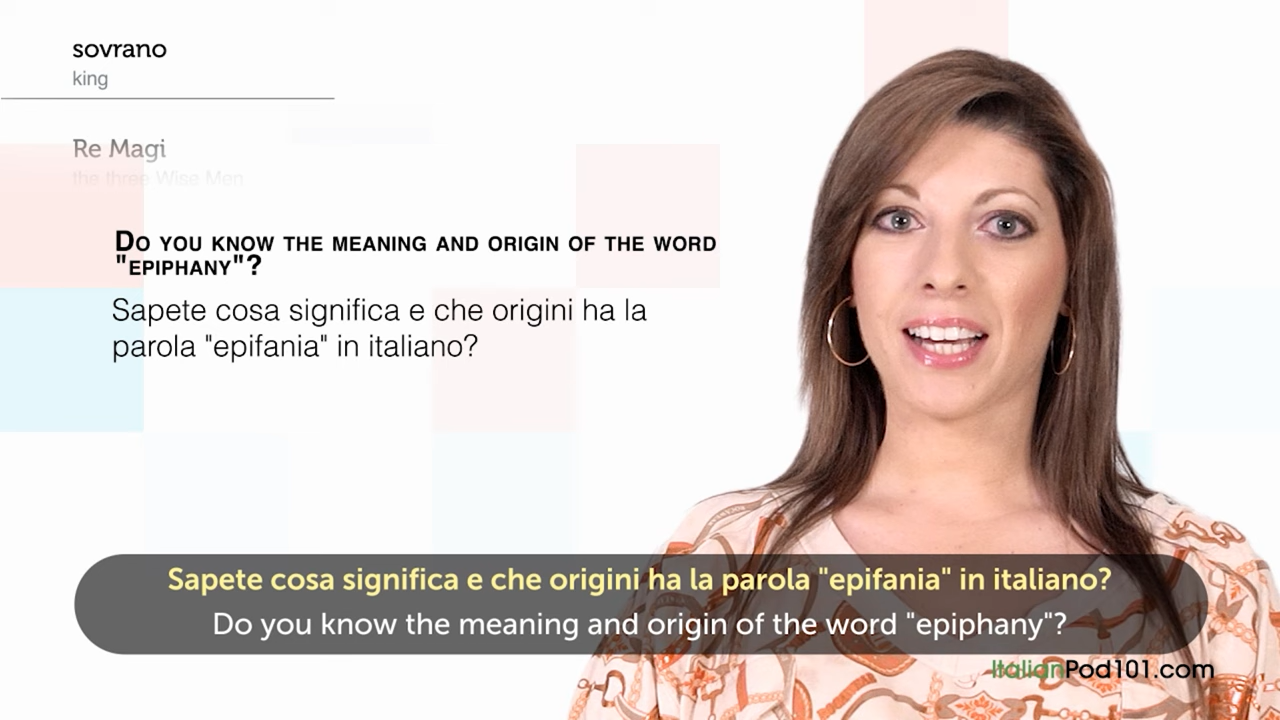 sovrano
king
Re Magi
the three Wise Men
DO YOU KNOW THE MEANING AND ORIGIN OF THE WORD
"EPIPHANY"?
Sapete cosa significa e che origini ha la
parola "epifania" in italiano?
Sapete cosa significa e che origini ha la parola "epifania" in italiano?
Do you know the meaning and origin of the word "epiphany"?
ItalianPod101.com